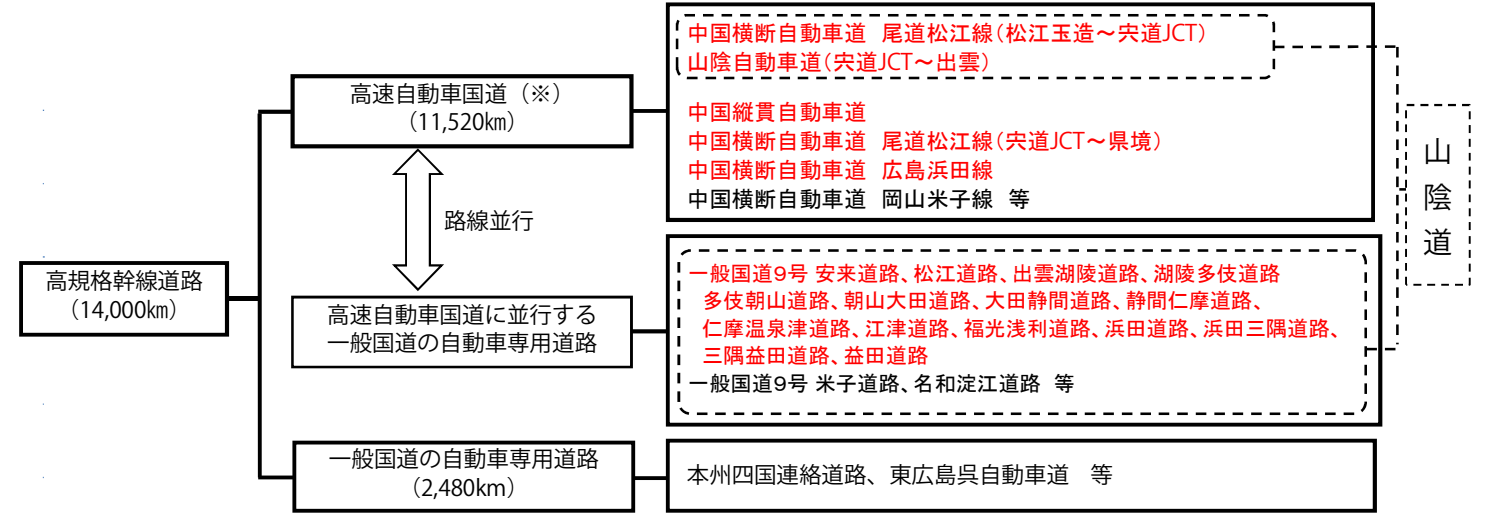 高規格幹線道路
（14,000㎞）
高速自動車国道（※）
（11,520㎞）
路線並行
高速自動車国道に並行する
一般国道の自動車専用道路
一般国道の自動車専用道路
（2,480km）
中国横断自動車道　尾道松江線（松江玉造～宍道JCT）
山陰自動車道（宍道JCT～出雲）
中国縦貫自動車道
中国横断自動車道　尾道松江線（宍道JCT～県境）
中国横断自動車道　広島浜田線
中国横断自動車道　岡山米子線　等
一般国道９号 安来道路、松江道路、出雲湖陵道路、湖陵多伎道路
多伎朝山道路、朝山大田道路、大田静間道路、静間仁摩道路、
仁摩温泉津道路、江津道路、福光浅利道路、浜田道路、浜田三隅道路、
三隅益田道路、益田道路
一般国道９号 米子道路、名和淀江道路　等
本州四国連絡道路、東広島呉自動車道　等
山陰道